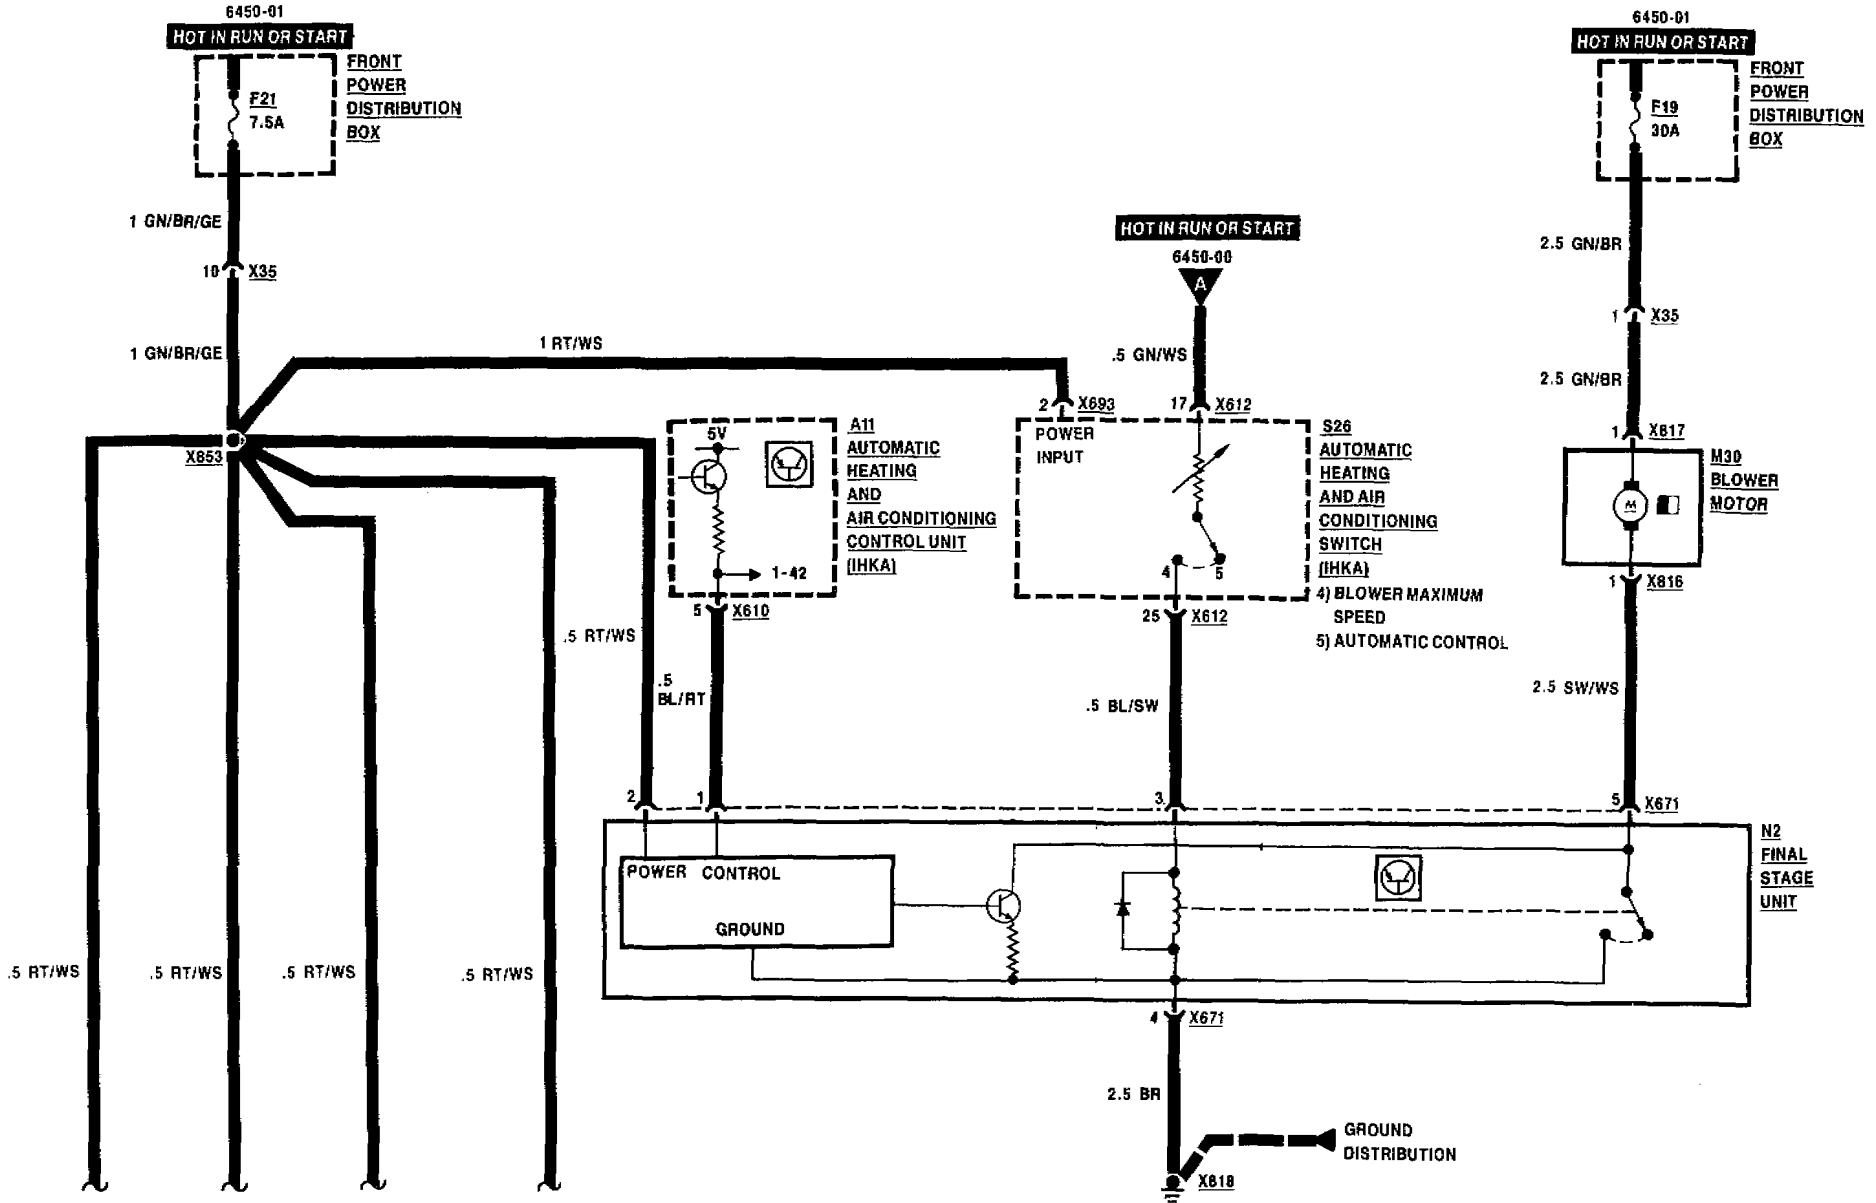 6450-01
HOT IN RUN OR START
FRONT
POWER
DISTRIBUTION
BOX
F21
7.5A
1 GN/BR/GE
10 X35
1 GN/BR/GE
X853
1 RT/WS
6450-01
HOT IN RUN OR START
FRONT
POWER
DISTRIBUTION
BOX
F19
30A
2.5 GN/BR
1 X35
2.5 GN/BR
1 X817
M30
BLOWER
MOTOR
M
1 X816
2.5 SW/WS
HOT IN RUN OR START
6450-00
A
.5 GN/WS
2 X693
17 X612
POWER
INPUT
4 5
S26
AUTOMATIC
HEATING
AND AIR
CONDITIONING
SWITCH
(IHKA)
4) BLOWER MAXIMUM
SPEED
5) AUTOMATIC CONTROL
25 X612
.5 BL/SW
5V
1-42
A11
AUTOMATIC
HEATING
AND
AIR CONDITIONING
CONTROL UNIT
(IHKA)
5 X610
.5 RT/WS
.5
BL/RT
2 1 3 5 X671
POWER CONTROL
GROUND
N2
FINAL
STAGE
UNIT
.5 RT/WS
.5 RT/WS
.5 RT/WS
.5 RT/WS
4 X671
2.5 BR
GROUND
DISTRIBUTION
X818